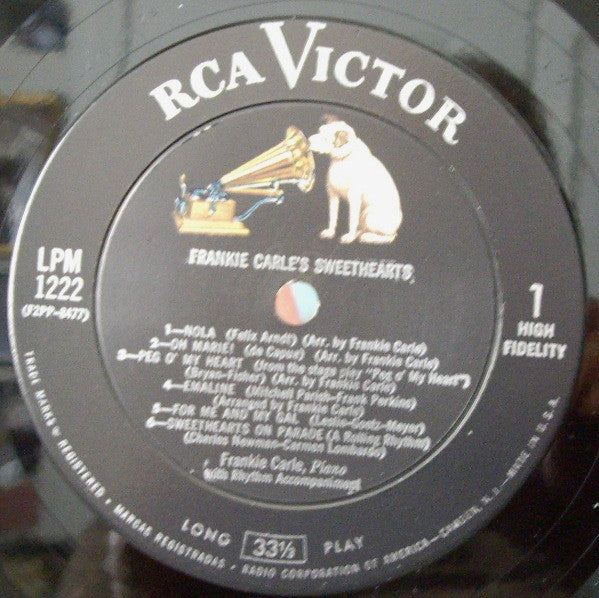 RCA VICTOR
FRANKIE CARLE'S SWEETHEARTS
LPM
1222
(F2PP-8477)
1
HIGH
FIDELITY
1—NOLA (Felix Arndt) (Arr. by Frankie Carle)
2—OH MARIE! (de Capua) (Arr. by Frankie Carle)
3—PEG O' MY HEART (from the stage play "Peg o' My Heart")
(Bryan-Fisher) (Arr. by Frankie Carle)
4—EMALINE (Mitchell Parish-Frank Perkins)
(Arranged by Frankie Carle)
5—FOR ME AND MY GAL (Leslie-Goetz-Meyer)
6—SWEETHEARTS ON PARADE (A Rolling Rhythm)
(Charles Newman-Carmen Lombardo)
Frankie Carle, Piano
with Rhythm Accompaniment
LONG 33⅓ PLAY
TRADE MARKS ® REGISTERED • MARCAS REGISTRADAS • RADIO CORPORATION OF AMERICA—CAMDEN, N.J.—MADE IN U.S.A.